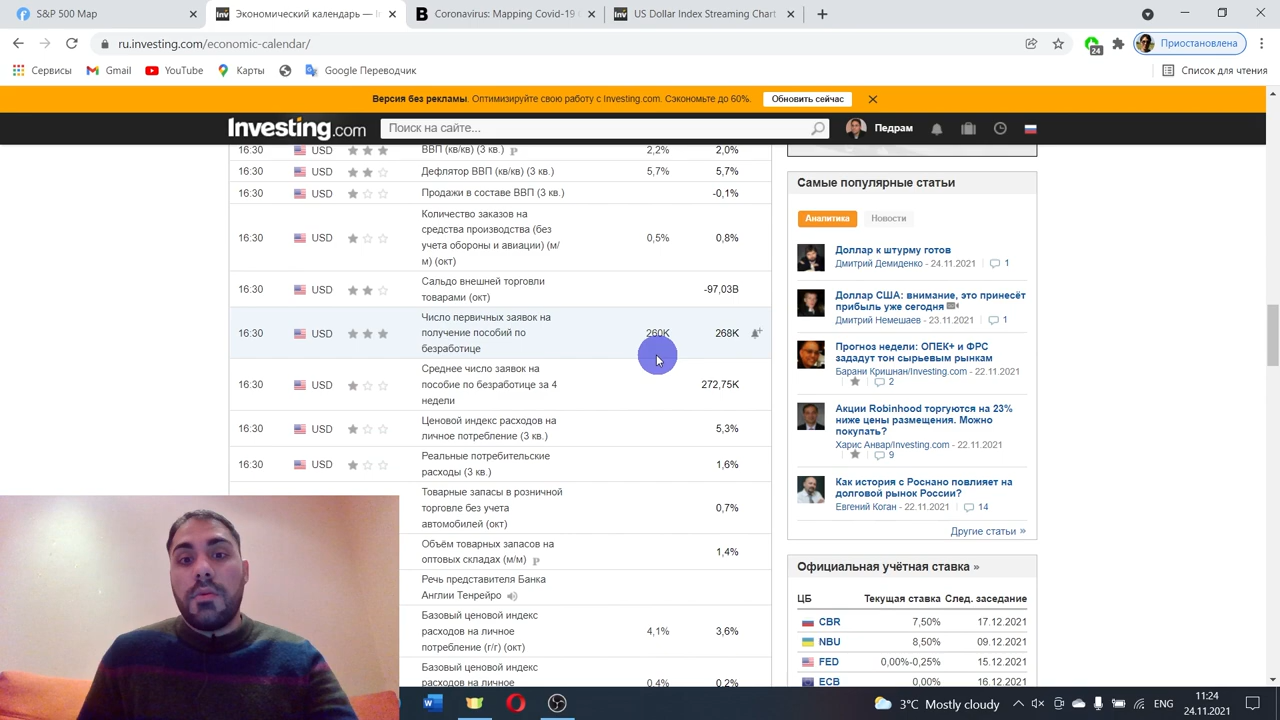 S&P 500 Map
Экономический календарь — I
Coronavirus: Mapping Covid-19
US Dollar Index Streaming Chart
ru.investing.com/economic-calendar/
24
Приостановлена
Сервисы
Gmail
YouTube
Карты
Google Переводчик
Список для чтения
Версия без рекламы. Оптимизируйте свою работу с Investing.com. Сэкономьте до 60%.
Обновить сейчас
Investing.com
Поиск на сайте...
Педрам
16:30 USD ВВП (кв/кв) (3 кв.) p 2,2% 2,0%
16:30 USD Дефлятор ВВП (кв/кв) (3 кв.) 5,7% 5,7%
16:30 USD Продажи в составе ВВП (3 кв.) -0,1%
Количество заказов на
средства производства (без
16:30 USD учета обороны и авиации) (м/ 0,5% 0,8%
м) (окт)
Сальдо внешней торговли
16:30 USD товарами (окт) -97,03B
Число первичных заявок на
16:30 USD получение пособий по 260K 268K
безработице
Среднее число заявок на
16:30 USD пособие по безработице за 4 272,75K
недели
Ценовой индекс расходов на
16:30 USD личное потребление (3 кв.) 5,3%
Реальные потребительские
16:30 USD расходы (3 кв.) 1,6%
Товарные запасы в розничной
торговле без учета 0,7%
автомобилей (окт)
Объём товарных запасов на
оптовых складах (м/м) p 1,4%
Речь представителя Банка
Англии Тенрейро
Базовый ценовой индекс
расходов на личное 4,1% 3,6%
потребление (г/г) (окт)
Базовый ценовой индекс
расходов на личное 0,4% 0,2%
Самые популярные статьи
Аналитика
Новости
Доллар к штурму готов
Дмитрий Демиденко - 24.11.2021 1
Доллар США: внимание, это принесёт
прибыль уже сегодня
Дмитрий Немешаев - 23.11.2021 1
Прогноз недели: ОПЕК+ и ФРС
зададут тон сырьевым рынкам
Барани Кришнан/Investing.com - 22.11.2021
2
Акции Robinhood торгуются на 23%
ниже цены размещения. Можно
покупать?
Харис Анвар/Investing.com - 22.11.2021
9
Как история с Роснано повлияет на
долговой рынок России?
Евгений Коган - 22.11.2021 14
Другие статьи »
Официальная учётная ставка »
ЦБ Текущая ставка След. заседание
CBR 7,50% 17.12.2021
NBU 8,50% 09.12.2021
FED 0,00%-0,25% 15.12.2021
ECB 0,00% 16.12.2021
3°C Mostly cloudy
ENG
11:24
24.11.2021